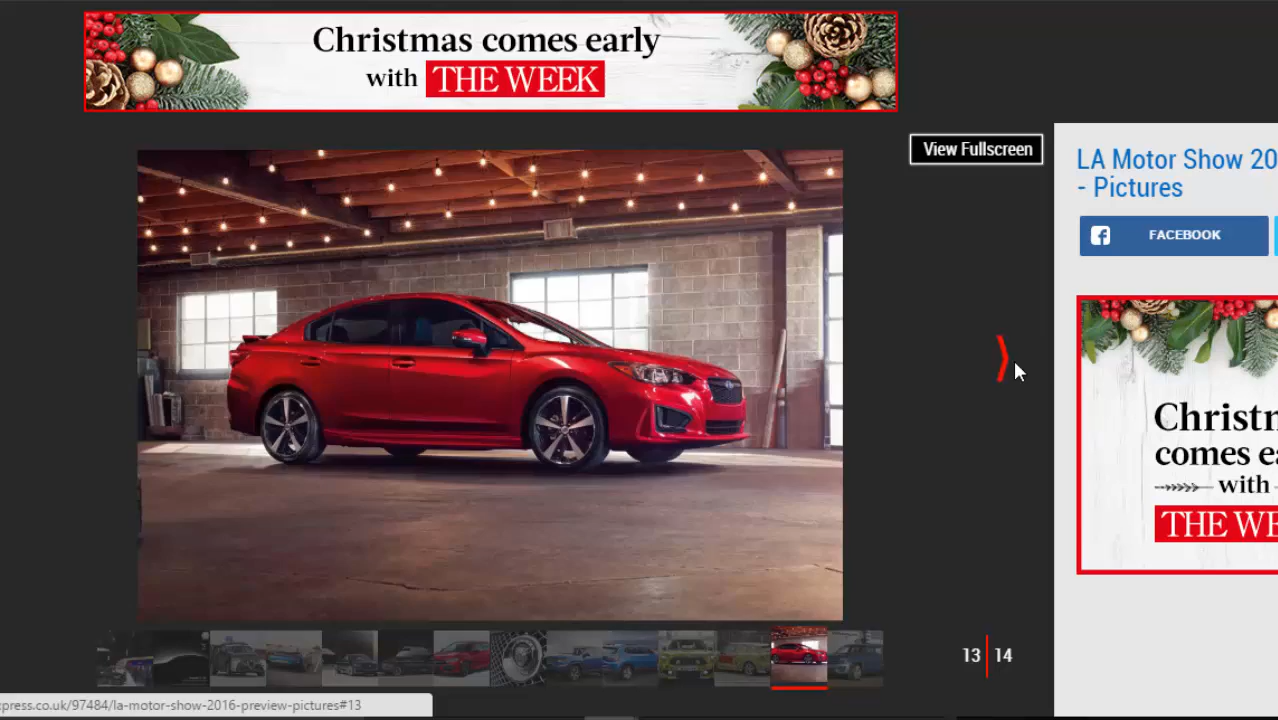 Christmas comes early
with THE WEEK
View Fullscreen
LA Motor Show 20
- Pictures
FACEBOOK
Christm
comes ea
with
THE WE
13 14
xpress.co.uk/97484/la-motor-show-2016-preview-pictures#13